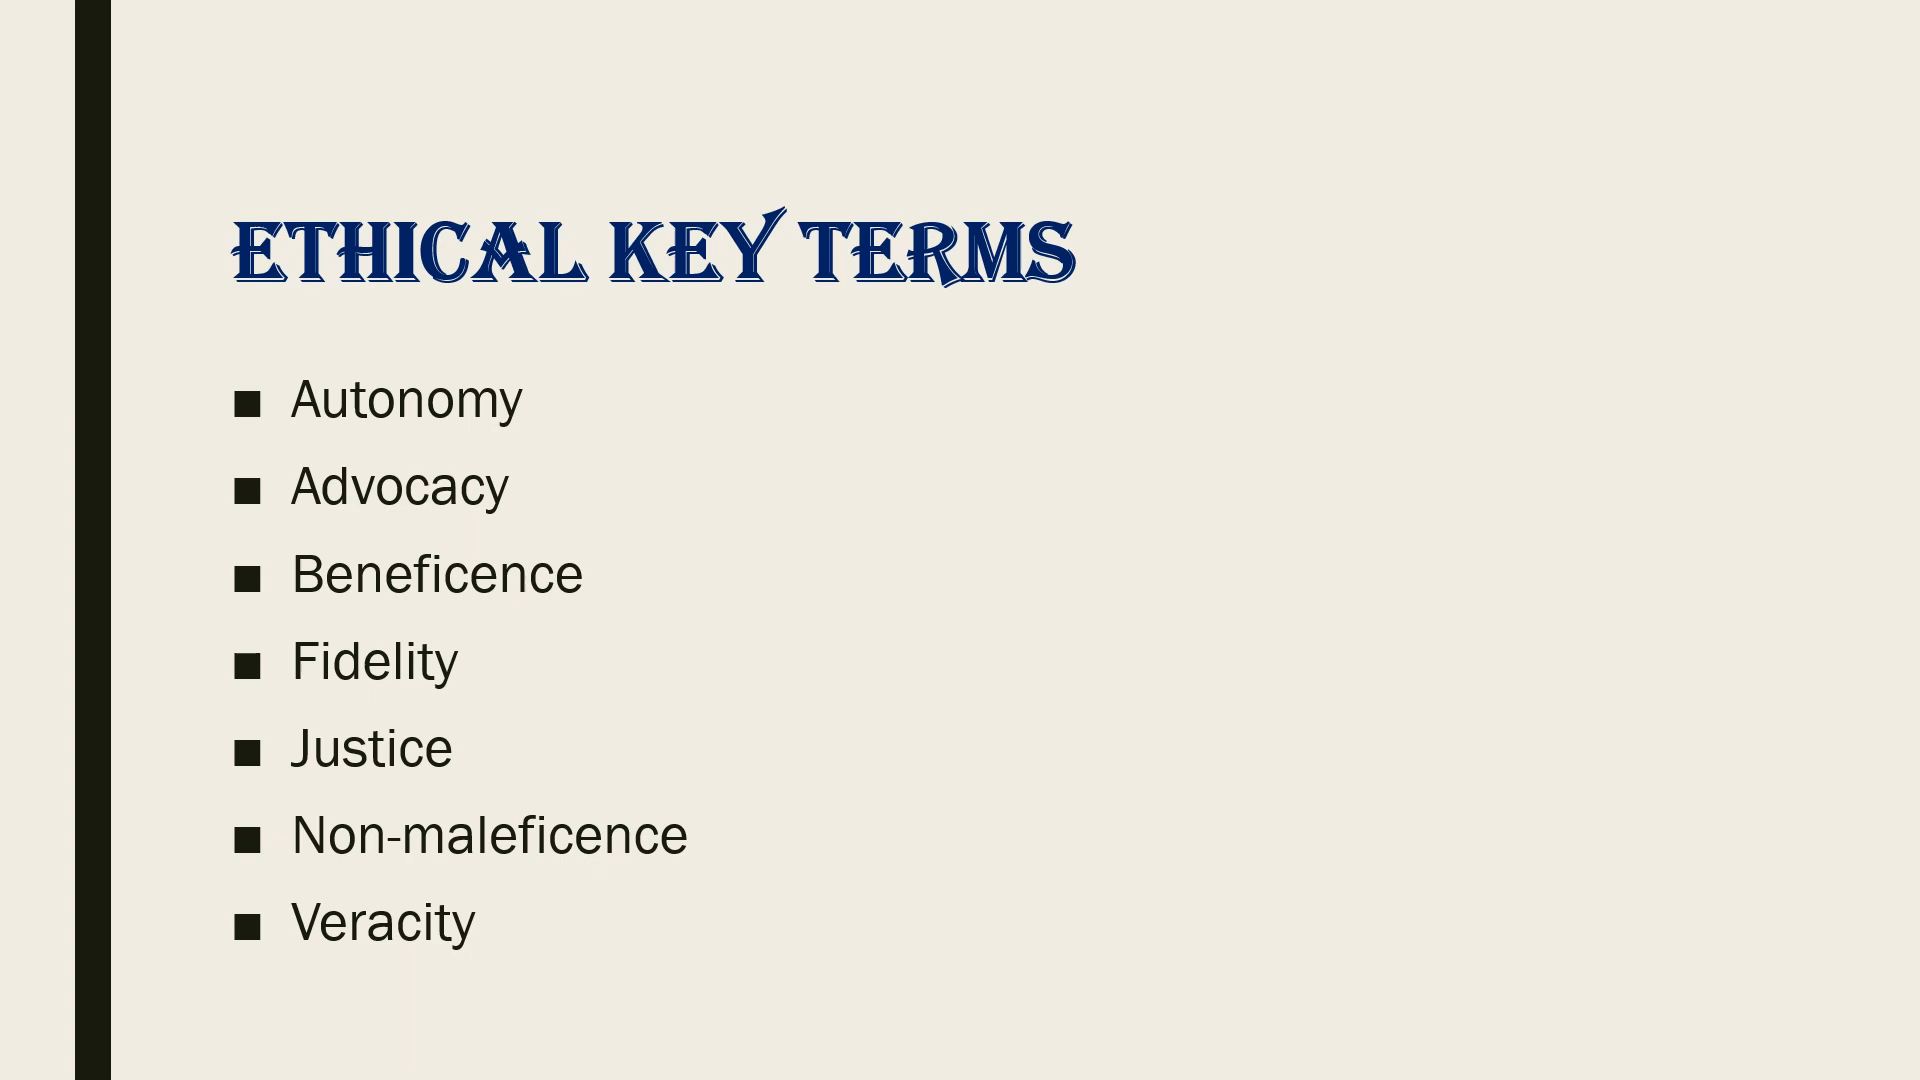 ETHICAL KEY TERMS
■ Autonomy
■ Advocacy
■ Beneficence
■ Fidelity
■ Justice
■ Non-maleficence
■ Veracity